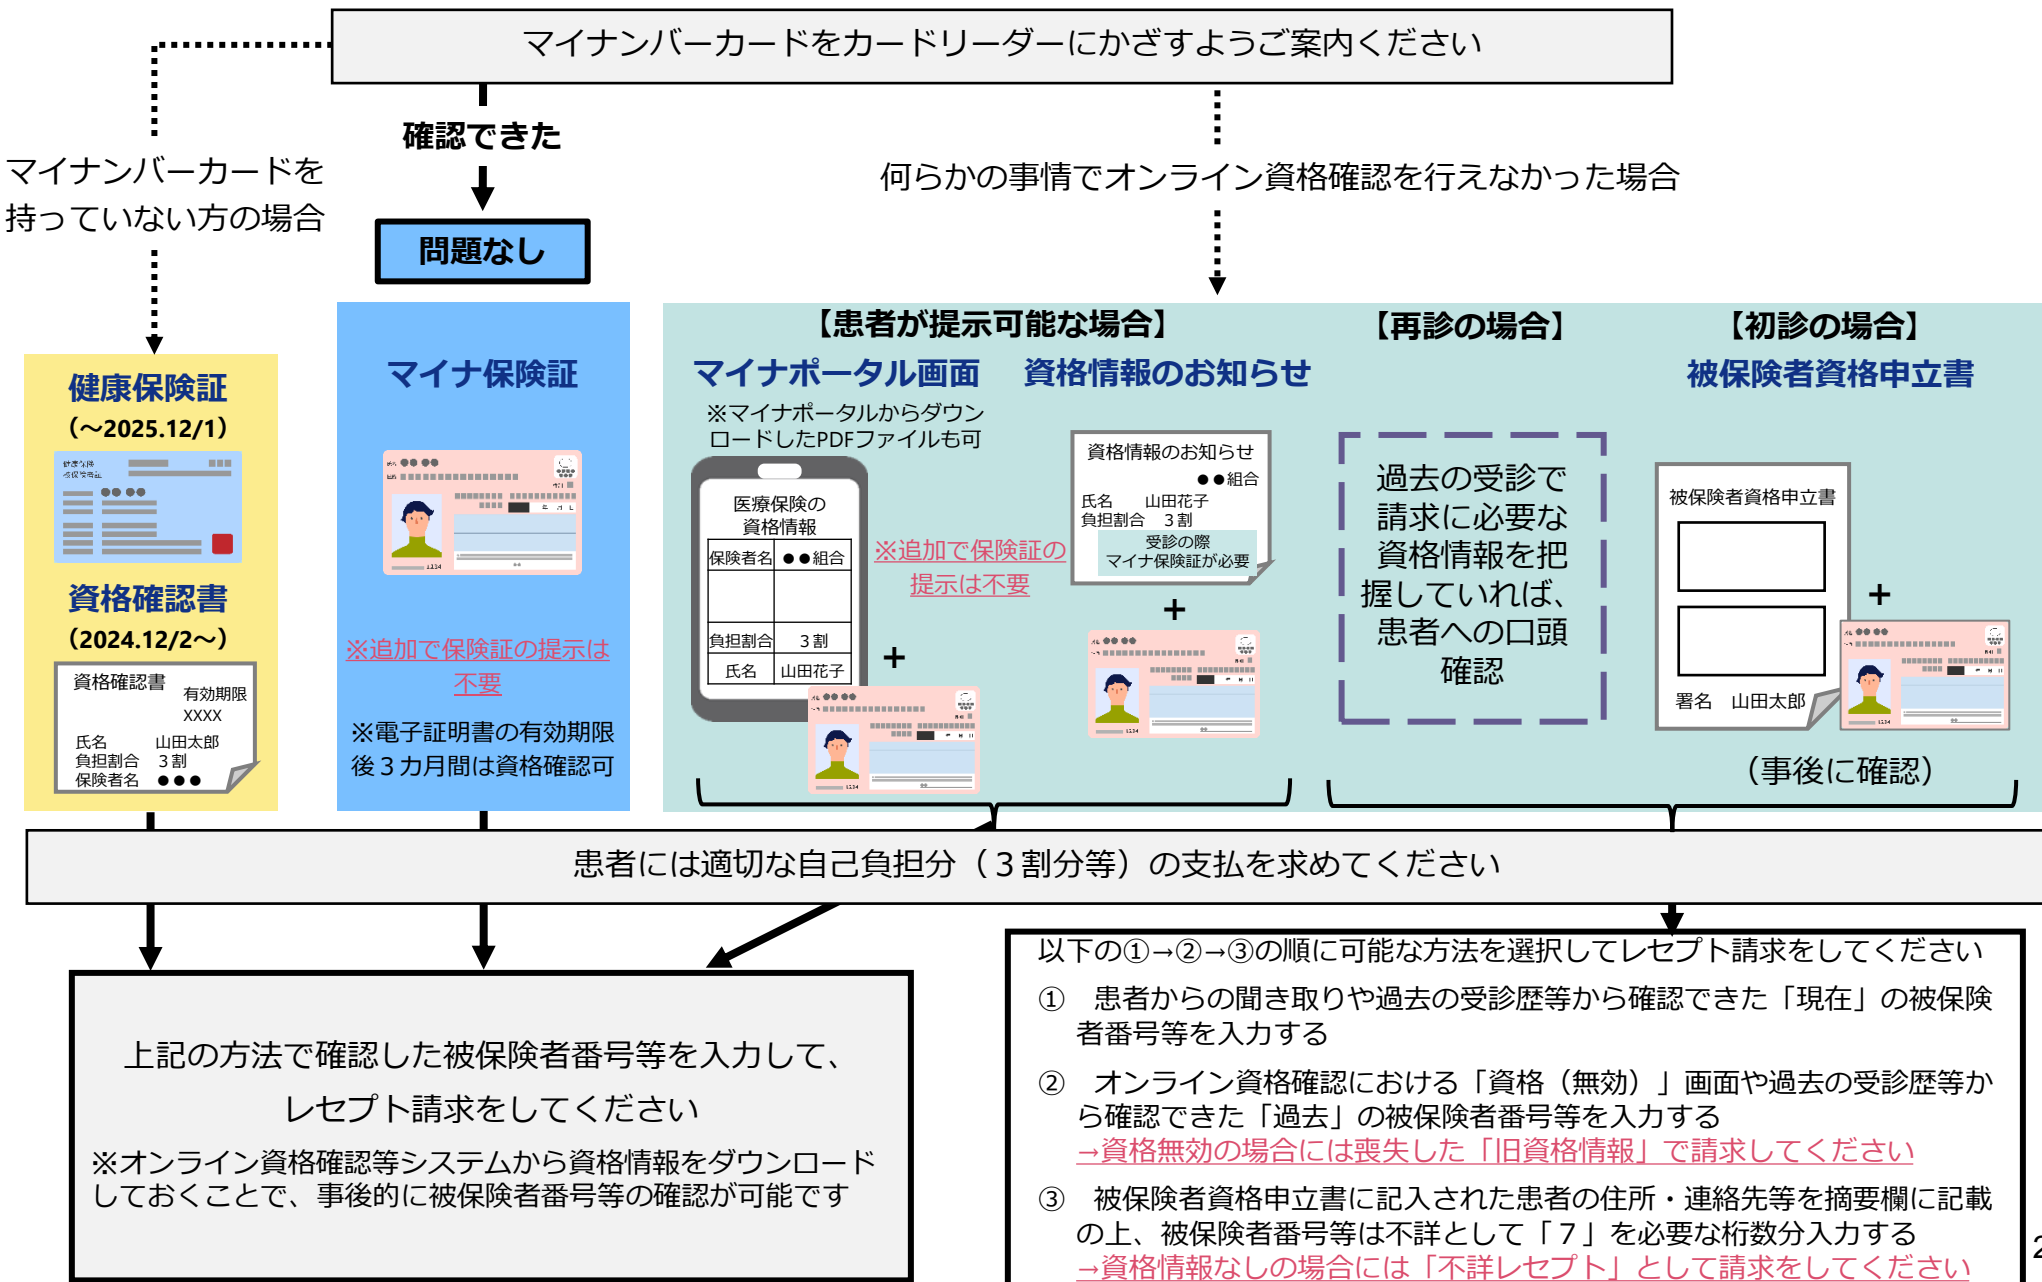 マイナンバーカードをカードリーダーにかざすようご案内ください
マイナンバーカードを
持っていない方の場合
確認できた
問題なし
何らかの事情でオンライン資格確認を行えなかった場合
健康保険証
（～2025.12/1）
健康保険
被保険者証
資格確認書
（2024.12/2～）
資格確認書
有効期限
XXXX
氏名　山田太郎
負担割合　３割
保険者名　●●●
マイナ保険証
1234
※追加で保険証の提示は
不要
※電子証明書の有効期限
後３カ月間は資格確認可
【患者が提示可能な場合】
マイナポータル画面
※マイナポータルからダウン
ロードしたPDFファイルも可
医療保険の
資格情報
保険者名　●●組合
負担割合　３割
氏名　山田花子
+
1234
※追加で保険証の
提示は不要
資格情報のお知らせ
資格情報のお知らせ
●●組合
氏名　山田花子
負担割合　３割
受診の際
マイナ保険証が必要
+
1234
【再診の場合】
過去の受診で
請求に必要な
資格情報を把
握していれば、
患者への口頭
確認
【初診の場合】
被保険者資格申立書
被保険者資格申立書
署名　山田太郎
+
1234
（事後に確認）
患者には適切な自己負担分（３割分等）の支払を求めてください
上記の方法で確認した被保険者番号等を入力して、
レセプト請求をしてください
※オンライン資格確認等システムから資格情報をダウンロード
しておくことで、事後的に被保険者番号等の確認が可能です
以下の①→②→③の順に可能な方法を選択してレセプト請求をしてください
①　患者からの聞き取りや過去の受診歴等から確認できた「現在」の被保険
者番号等を入力する
②　オンライン資格確認における「資格（無効）」画面や過去の受診歴等か
ら確認できた「過去」の被保険者番号等を入力する
→資格無効の場合には喪失した「旧資格情報」で請求してください
③　被保険者資格申立書に記入された患者の住所・連絡先等を摘要欄に記載
の上、被保険者番号等は不詳として「７」を必要な桁数分入力する
→資格情報なしの場合には「不詳レセプト」として請求をしてください
2